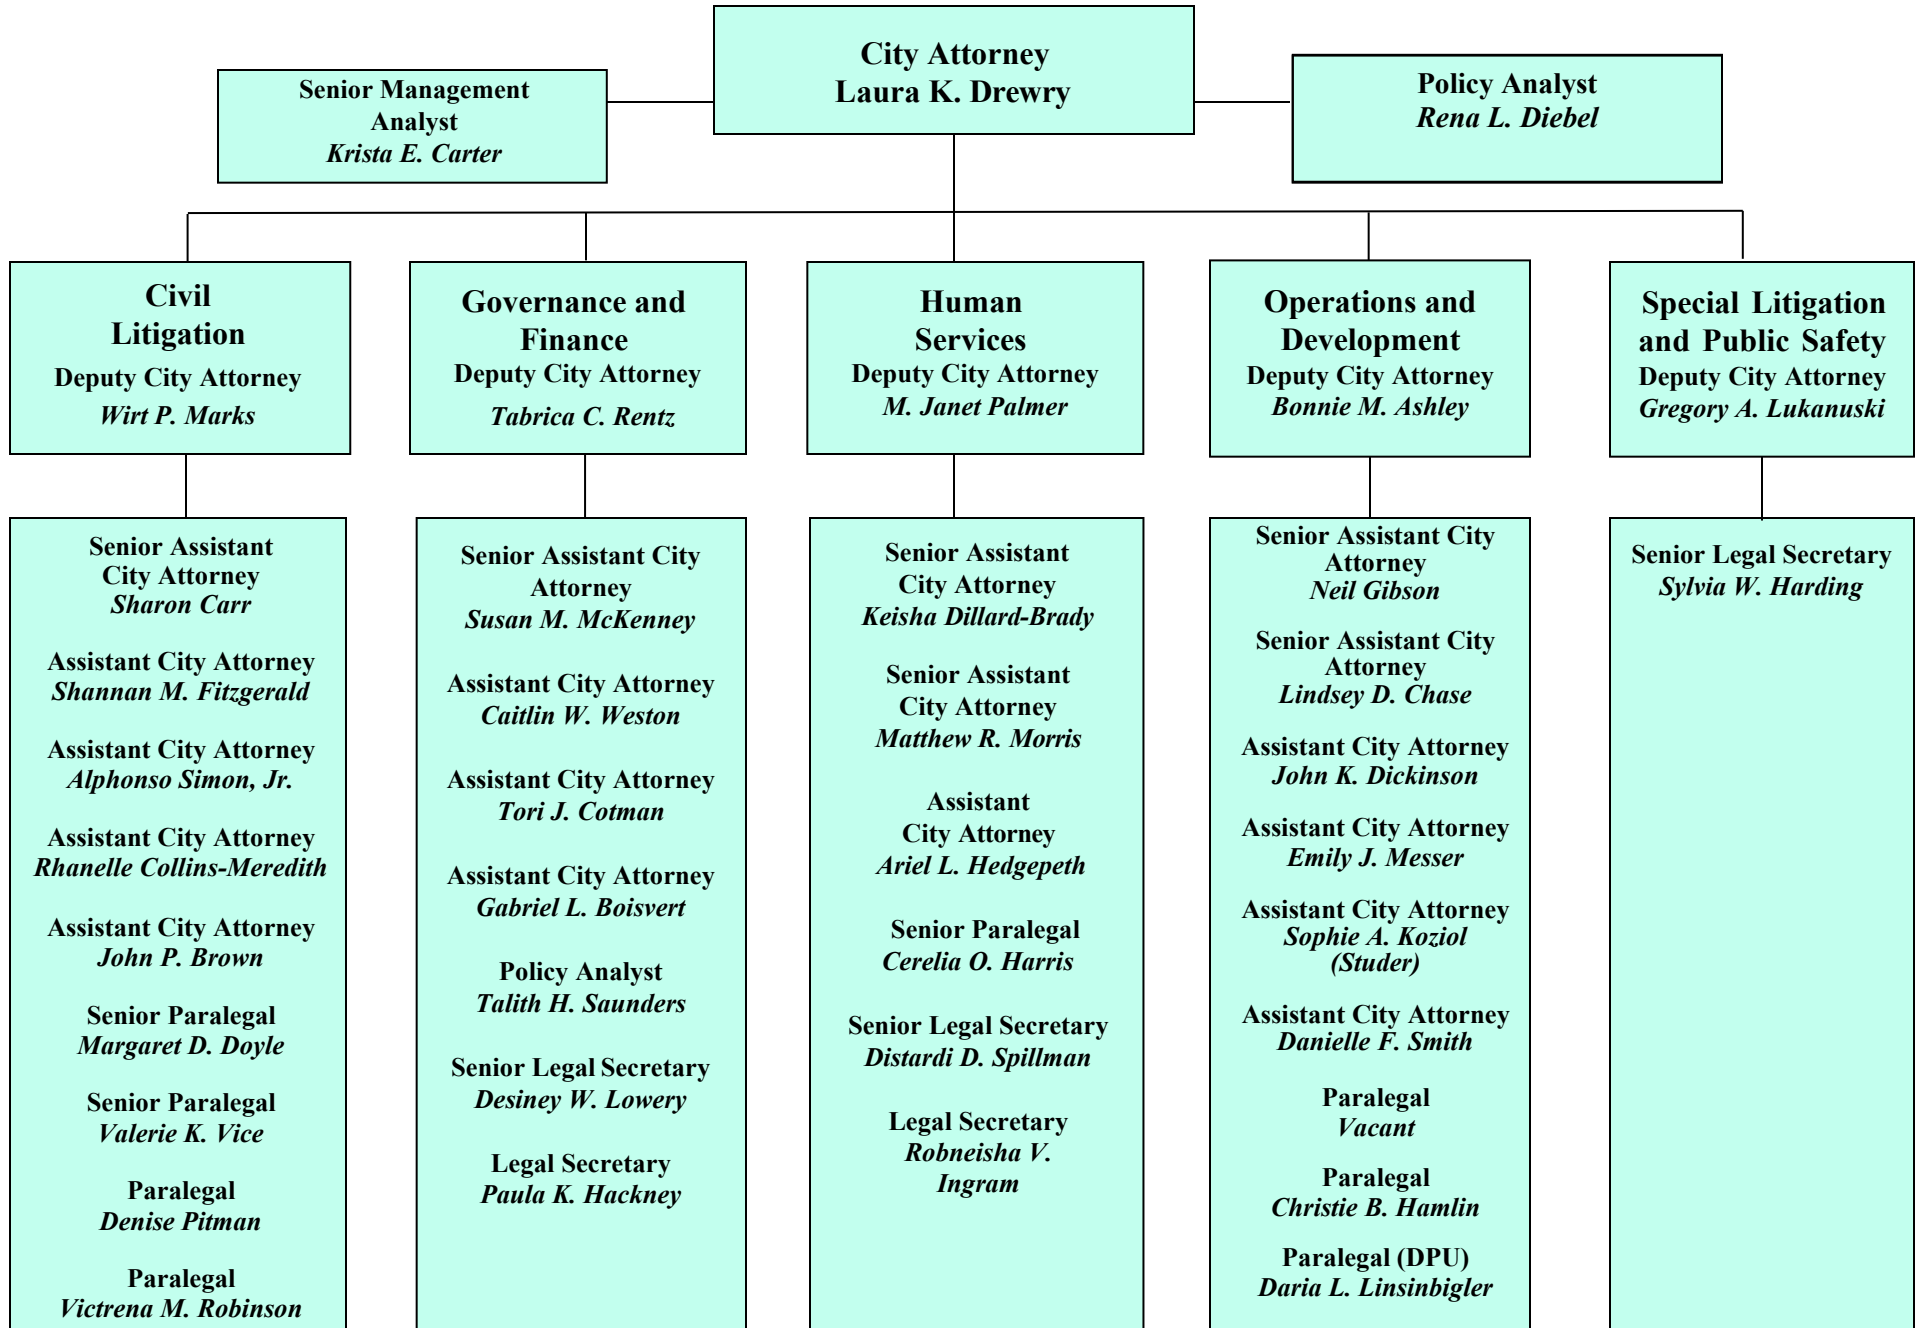 City Attorney
Laura K. Drewry
Senior Management
Analyst
Krista E. Carter
Policy Analyst
Rena L. Diebel
Civil
Litigation
Deputy City Attorney
Wirt P. Marks
Governance and
Finance
Deputy City Attorney
Tabrica C. Rentz
Human
Services
Deputy City Attorney
M. Janet Palmer
Operations and
Development
Deputy City Attorney
Bonnie M. Ashley
Special Litigation
and Public Safety
Deputy City Attorney
Gregory A. Lukanuski
Senior Assistant
City Attorney
Sharon Carr
Assistant City Attorney
Shannan M. Fitzgerald
Assistant City Attorney
Alphonso Simon, Jr.
Assistant City Attorney
Rhanelle Collins-Meredith
Assistant City Attorney
John P. Brown
Senior Paralegal
Margaret D. Doyle
Senior Paralegal
Valerie K. Vice
Paralegal
Denise Pitman
Paralegal
Victrena M. Robinson
Senior Assistant City
Attorney
Susan M. McKenney
Assistant City Attorney
Caitlin W. Weston
Assistant City Attorney
Tori J. Cotman
Assistant City Attorney
Gabriel L. Boisvert
Policy Analyst
Talith H. Saunders
Senior Legal Secretary
Desiney W. Lowery
Legal Secretary
Paula K. Hackney
Senior Assistant
City Attorney
Keisha Dillard-Brady
Senior Assistant
City Attorney
Matthew R. Morris
Assistant
City Attorney
Ariel L. Hedgepeth
Senior Paralegal
Cerelia O. Harris
Senior Legal Secretary
Distardi D. Spillman
Legal Secretary
Robneisha V.
Ingram
Senior Assistant City
Attorney
Neil Gibson
Senior Assistant City
Attorney
Lindsey D. Chase
Assistant City Attorney
John K. Dickinson
Assistant City Attorney
Emily J. Messer
Assistant City Attorney
Sophie A. Koziol
(Studer)
Assistant City Attorney
Danielle F. Smith
Paralegal
Vacant
Paralegal
Christie B. Hamlin
Paralegal (DPU)
Daria L. Linsinbigler
Senior Legal Secretary
Sylvia W. Harding